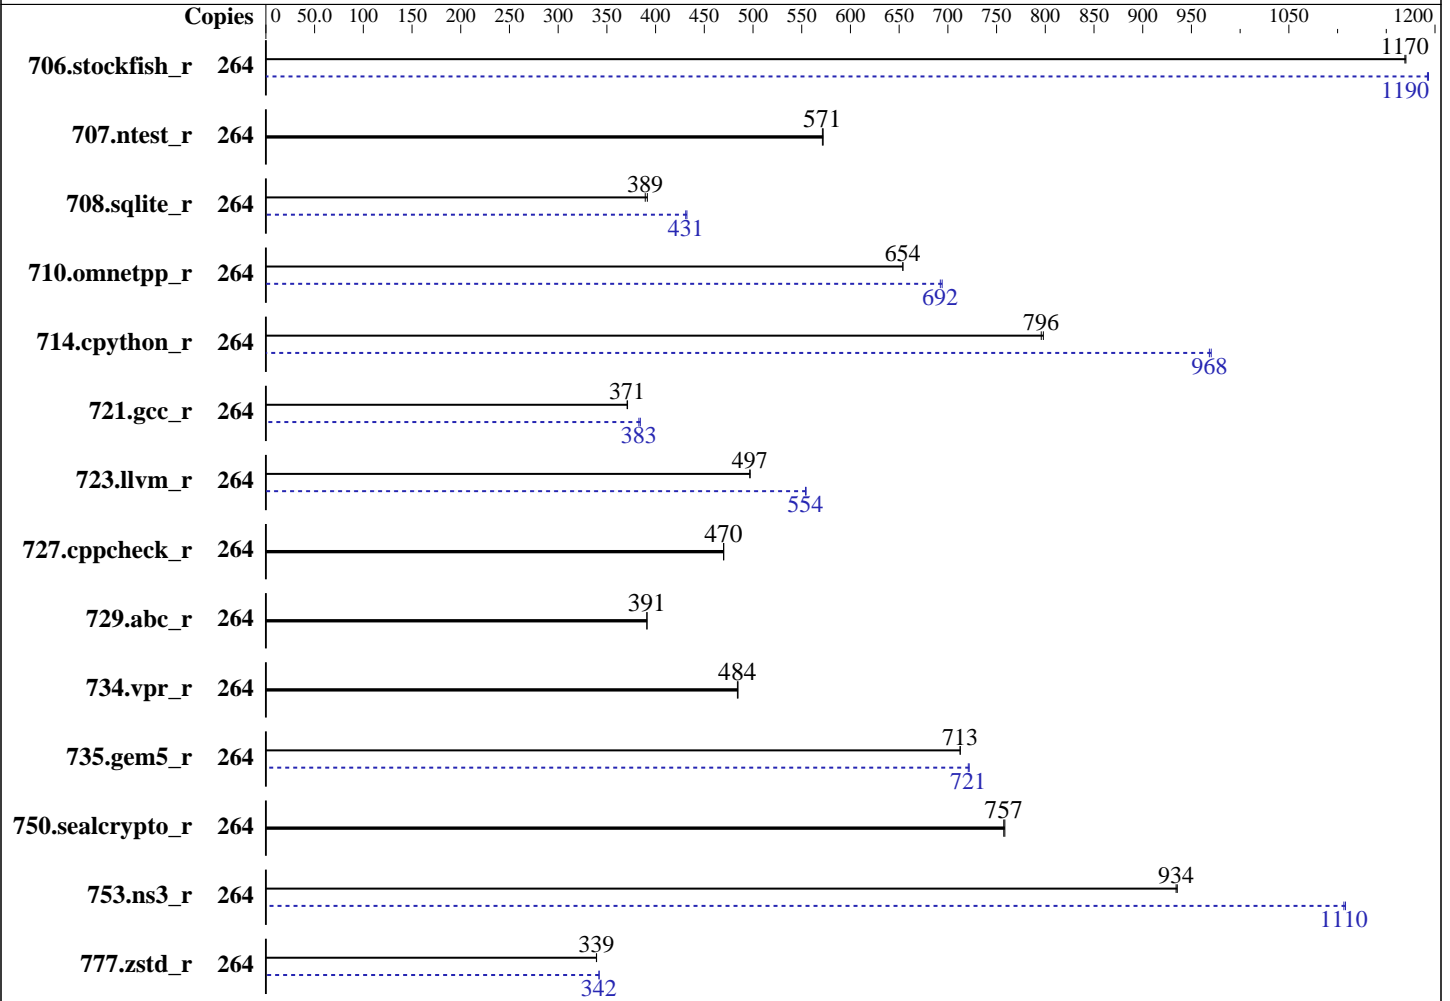 Copies 0 50.0 100 150 200 250 300 350 400 450 500 550 600 650 700 750 800 850 900 950 1050 1200
1170
706.stockfish_r 264
1190
571
707.ntest_r 264
389
708.sqlite_r 264
431
654
710.omnetpp_r 264
692
796
714.cpython_r 264
968
371
721.gcc_r 264
383
497
723.llvm_r 264
554
470
727.cppcheck_r 264
391
729.abc_r 264
484
734.vpr_r 264
713
735.gem5_r 264
721
757
750.sealcrypto_r 264
934
753.ns3_r 264
1110
339
777.zstd_r 264
342